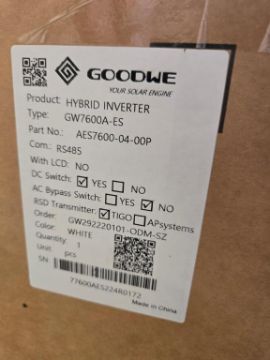 GOODWE
YOUR SOLAR ENGINE
Product: HYBRID INVERTER
Type: GW7600A-ES
Part No.: AES7600-04-00P
Com.: RS485
With LCD: NO
DC Switch: ☑ YES ☐ NO
AC Bypass Switch: ☐ YES ☑ NO
RSD Transmitter: ☑ TIGO ☐ APsystems
Order: GW292220101-ODM-SZ
Color: WHITE
Quantity: 1
Unit pcs
SN
77600AES224R0172
Made in China